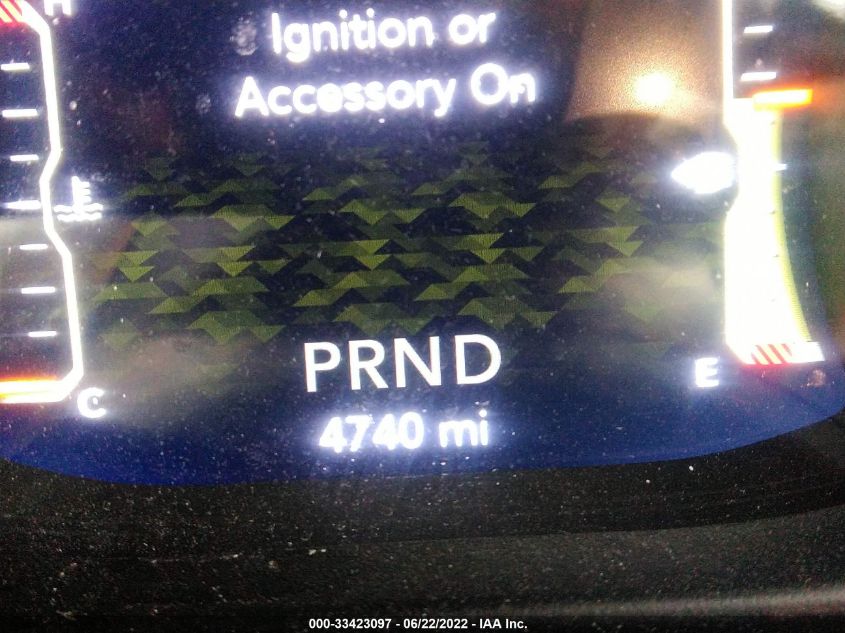 H
Ignition or
Accessory On
PRND
E
C
4740 mi
000-33423097 - 06/22/2022 - IAA Inc.